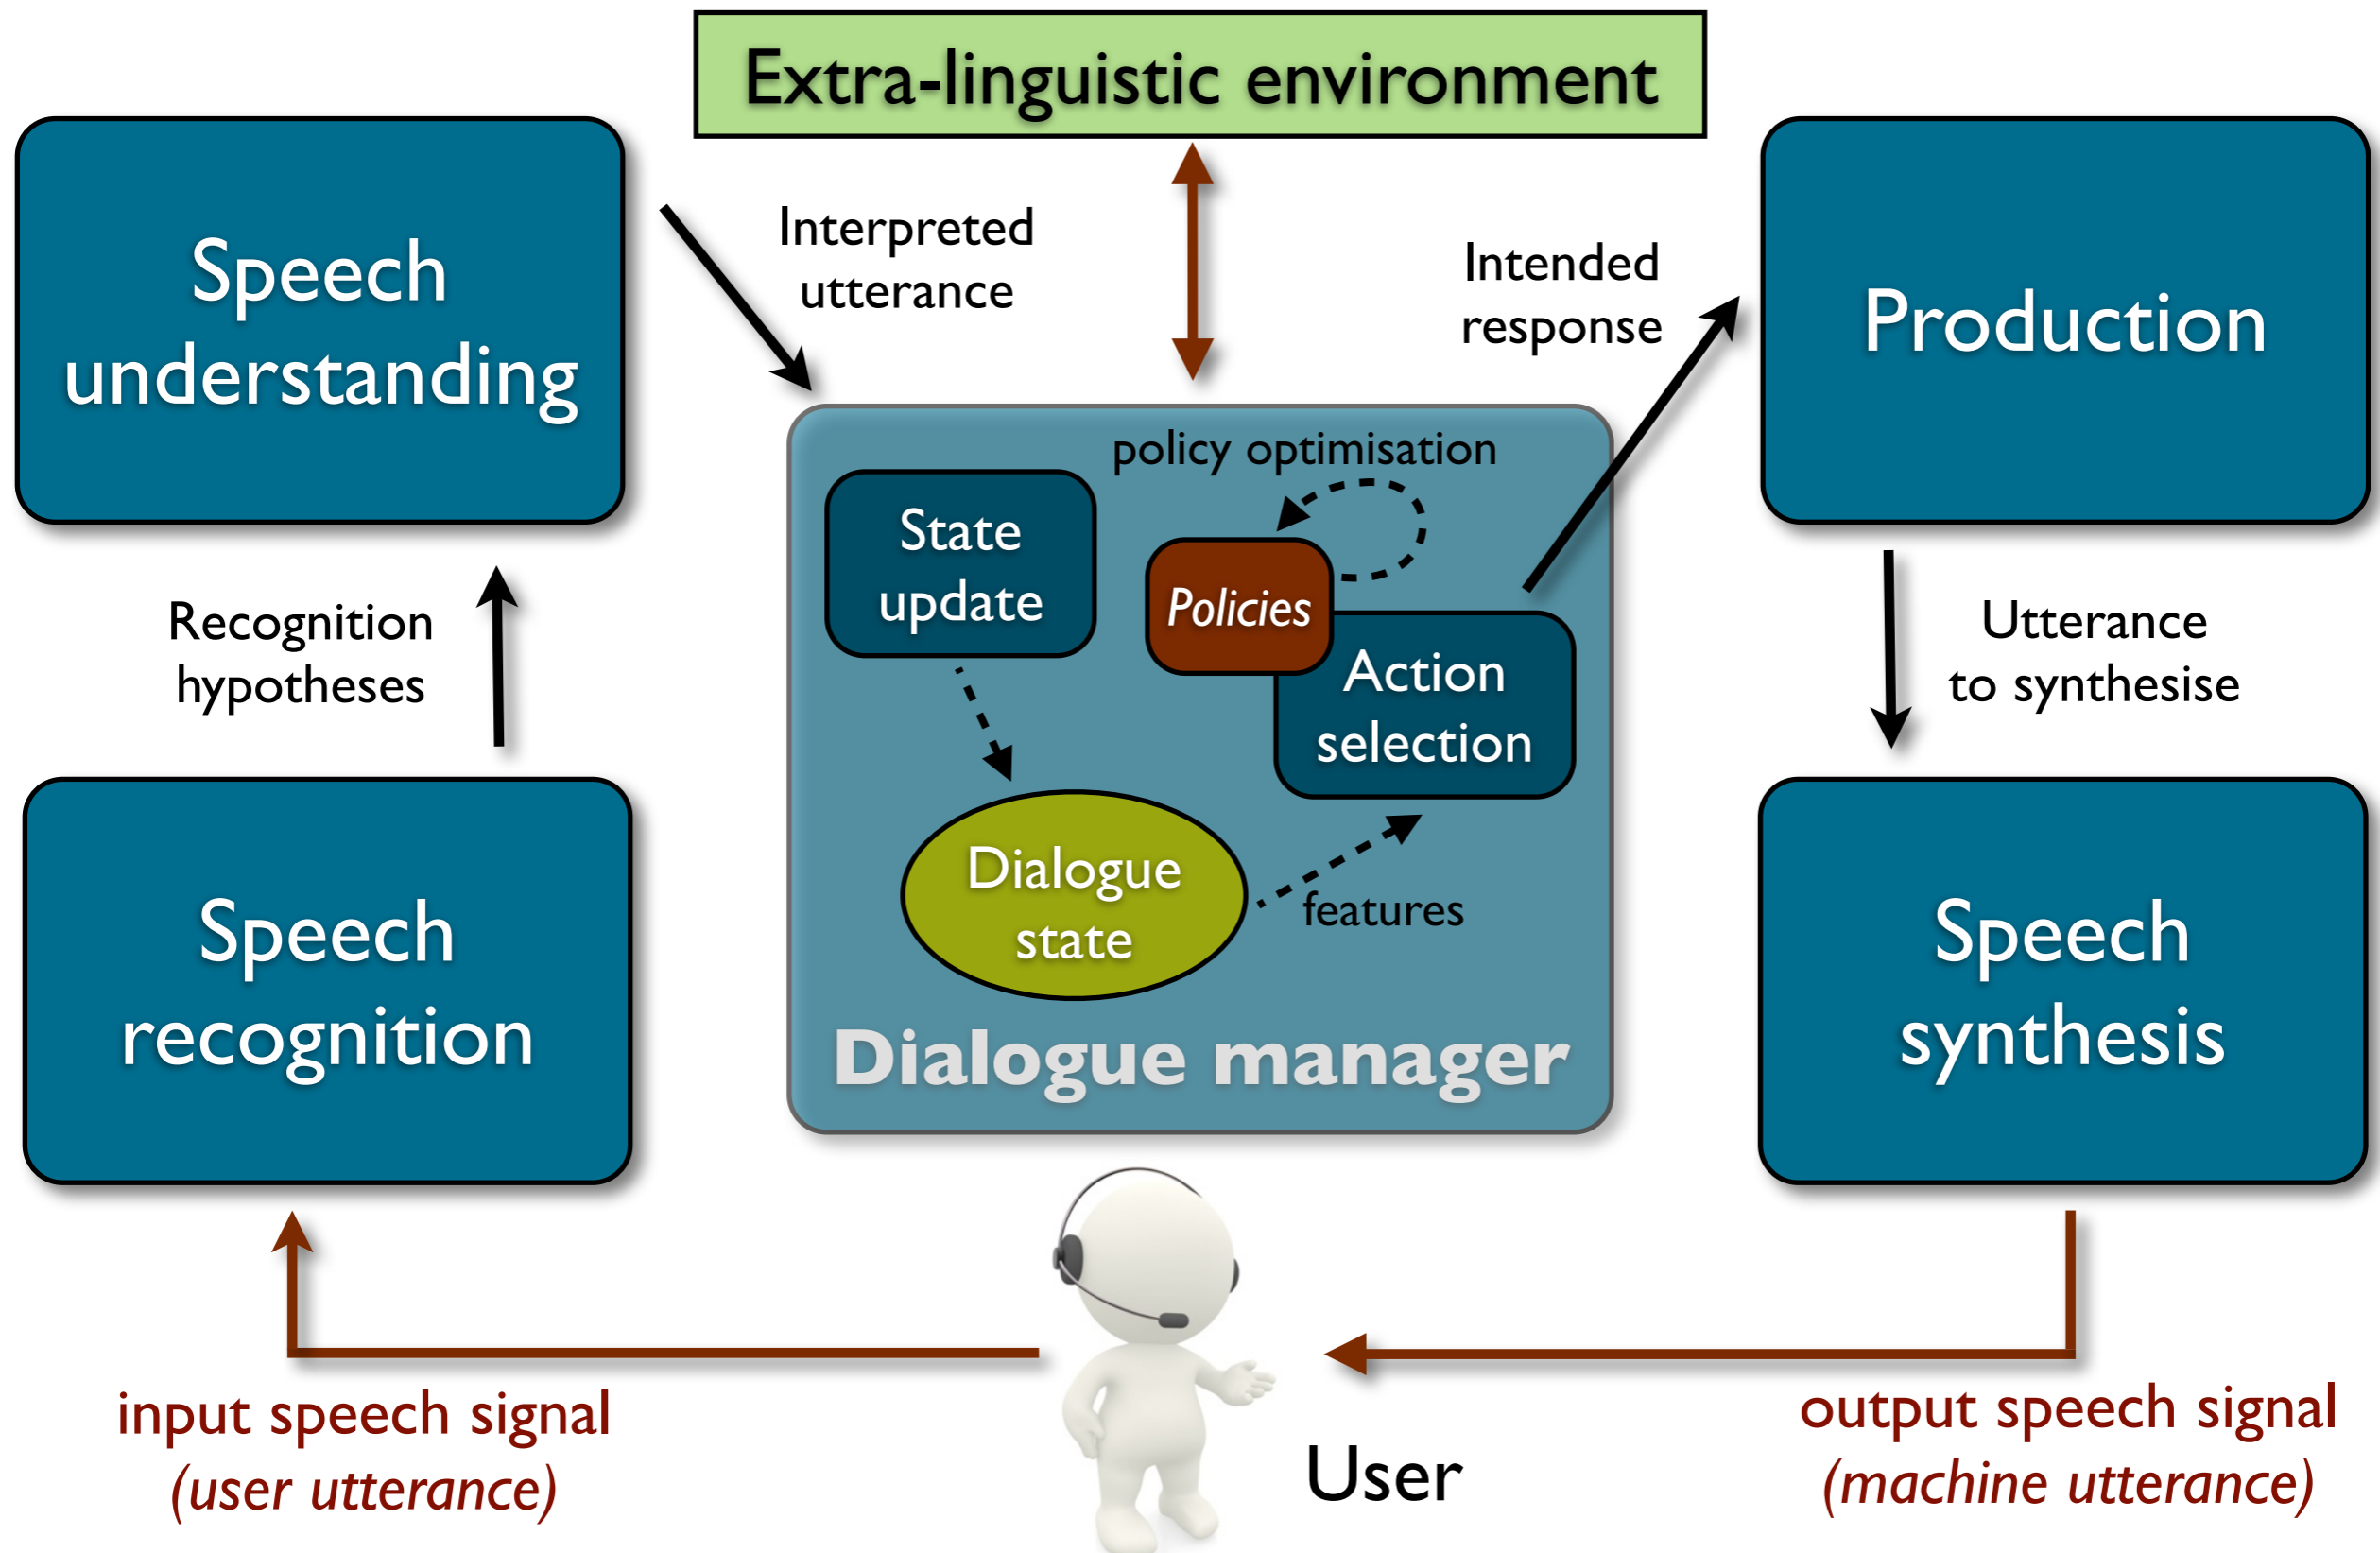 Extra-linguistic environment
Speech
understanding
Interpreted
utterance
Intended
response
Production
policy optimisation
State
update
Policies
Action
selection
Recognition
hypotheses
Utterance
to synthesise
Dialogue
state
features
Dialogue manager
Speech
recognition
Speech
synthesis
input speech signal
(user utterance)
User
output speech signal
(machine utterance)